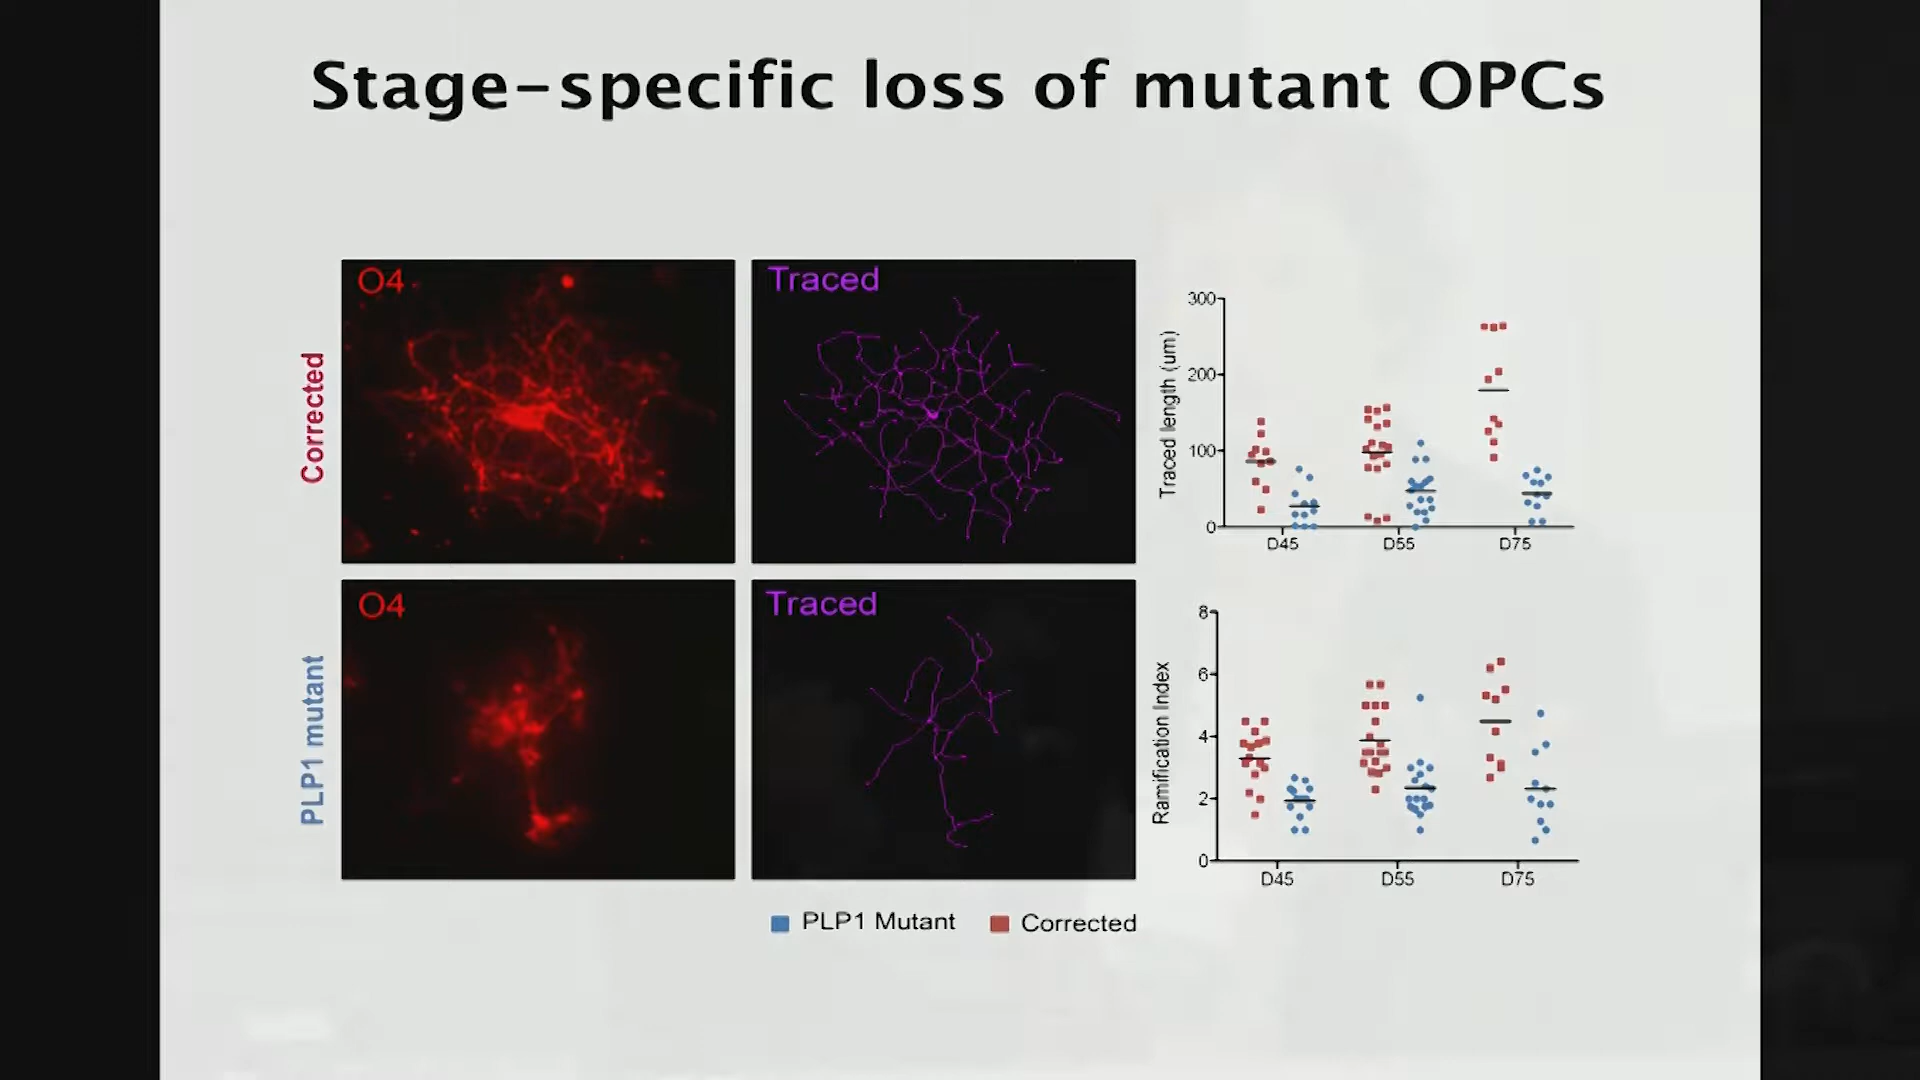 Stage-specific loss of mutant OPCs
Corrected
O4
Traced
PLP1 mutant
O4
Traced
Traced length (um)
300
200
100
0
D45 D55 D75
Ramification Index
8
6
4
2
0
D45 D55 D75
PLP1 Mutant Corrected